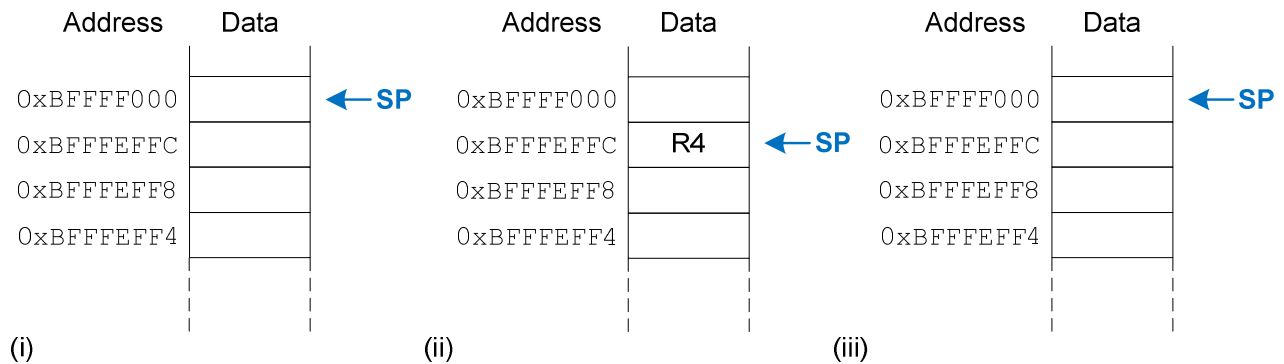 Address Data Address Data Address Data
0xBFFFF000 SP 0xBFFFF000 0xBFFFF000 SP
0xBFFFEFFC 0xBFFFEFFC R4 SP 0xBFFFEFFC
0xBFFFEFF8 0xBFFFEFF8 0xBFFFEFF8
0xBFFFEFF4 0xBFFFEFF4 0xBFFFEFF4
(i) (ii) (iii)